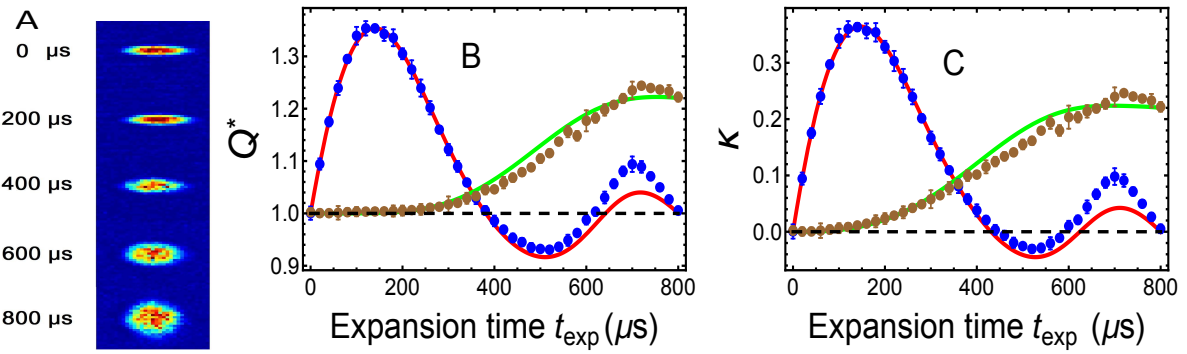 A
0 µs
200 µs
400 µs
600 µs
800 µs
B
Q*
1.3
1.2
1.1
1.0
0.9
0 200 400 600 800
Expansion time t_exp (µs)
C
κ
0.3
0.2
0.1
0.0
0 200 400 600 800
Expansion time t_exp (µs)